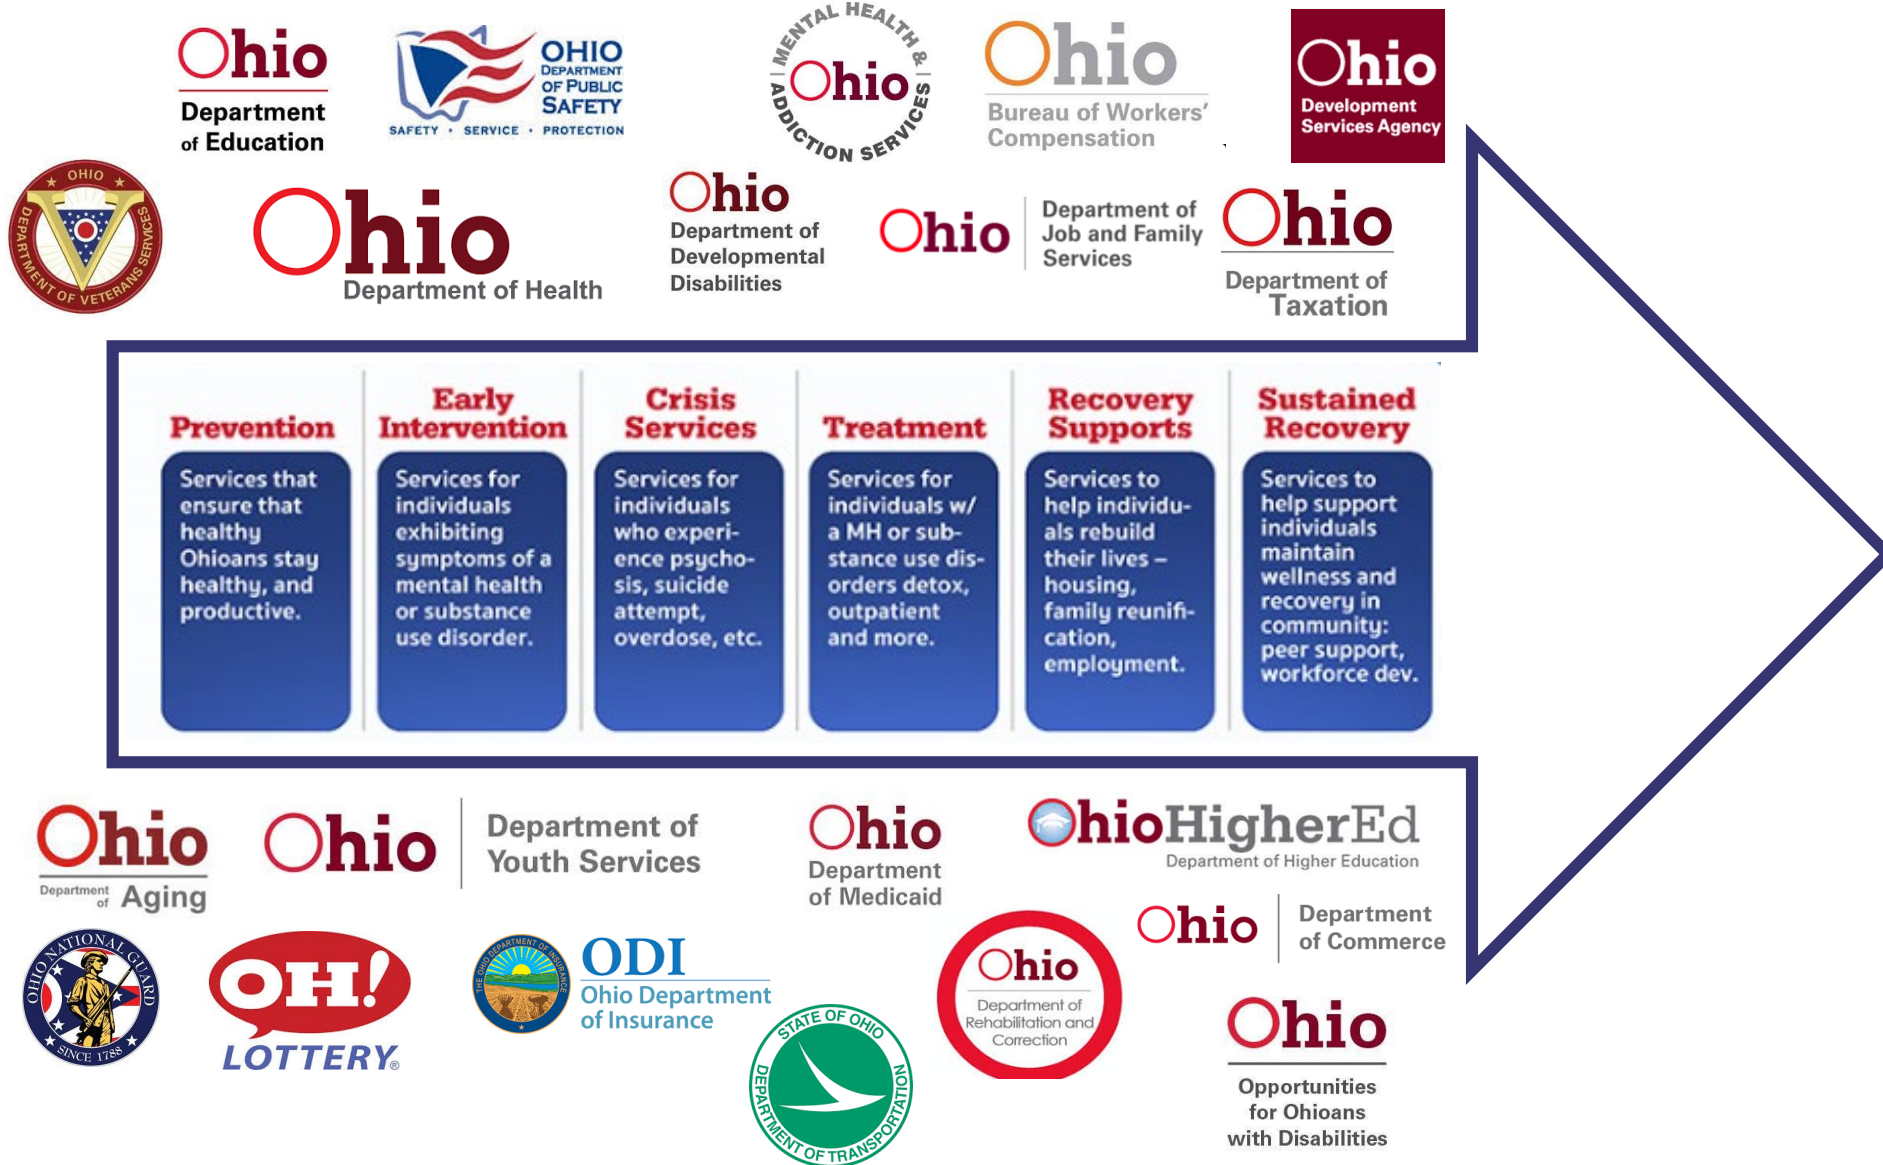 Ohio
Department
of Education
OHIO
DEPARTMENT
OF PUBLIC
SAFETY
SAFETY · SERVICE · PROTECTION
MENTAL HEALTH &
Ohio
ADDICTION SERVICES
Ohio
Bureau of Workers'
Compensation
Ohio
Development
Services Agency
OHIO
V
DEPARTMENT OF VETERANS SERVICES
Ohio
Department of Health
Ohio
Department of
Developmental
Disabilities
Ohio
Department of
Job and Family
Services
Ohio
Department of
Taxation
Prevention
Services that
ensure that
healthy
Ohioans stay
healthy, and
productive.
Early
Intervention
Services for
individuals
exhibiting
symptoms of a
mental health
or substance
use disorder.
Crisis
Services
Services for
individuals
who experi-
ence psycho-
sis, suicide
attempt,
overdose, etc.
Treatment
Services for
individuals w/
a MH or sub-
stance use dis-
orders detox,
outpatient
and more.
Recovery
Supports
Services to
help individu-
als rebuild
their lives –
housing,
family reunifi-
cation,
employment.
Sustained
Recovery
Services to
help support
individuals
maintain
wellness and
recovery in
community:
peer support,
workforce dev.
Ohio
Department
of Aging
Ohio
Department of
Youth Services
Ohio
Department
of Medicaid
OhioHigherEd
Department of Higher Education
OHIO NATIONAL GUARD
SINCE 1788
OH!
LOTTERY®
THE OHIO DEPARTMENT OF INSURANCE
ODI
Ohio Department
of Insurance
STATE OF OHIO
DEPARTMENT OF TRANSPORTATION
Ohio
Department of
Rehabilitation and
Correction
Ohio
Department
of Commerce
Ohio
Opportunities
for Ohioans
with Disabilities